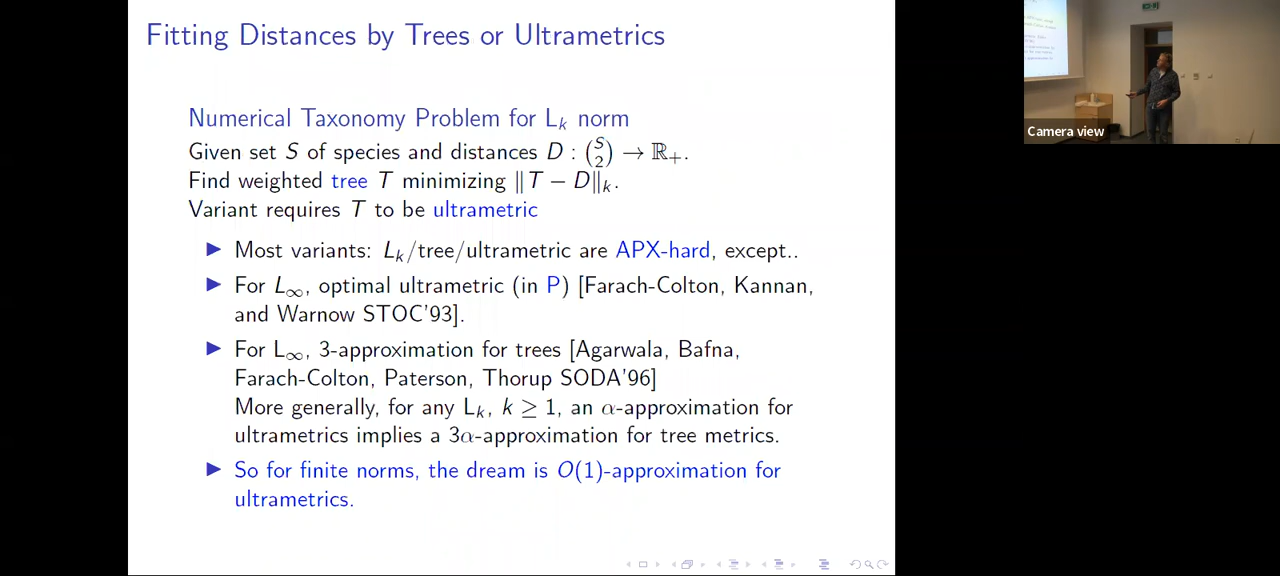 Fitting Distances by Trees or Ultrametrics
Numerical Taxonomy Problem for L_k norm
Given set S of species and distances D : (S 2) → ℝ₊.
Find weighted tree T minimizing ‖T − D‖_k.
Variant requires T to be ultrametric
▶ Most variants: L_k/tree/ultrametric are APX-hard, except..
▶ For L_∞, optimal ultrametric (in P) [Farach-Colton, Kannan,
and Warnow STOC'93].
▶ For L_∞, 3-approximation for trees [Agarwala, Bafna,
Farach-Colton, Paterson, Thorup SODA'96]
More generally, for any L_k, k ≥ 1, an α-approximation for
ultrametrics implies a 3α-approximation for tree metrics.
▶ So for finite norms, the dream is O(1)-approximation for
ultrametrics.
Camera view